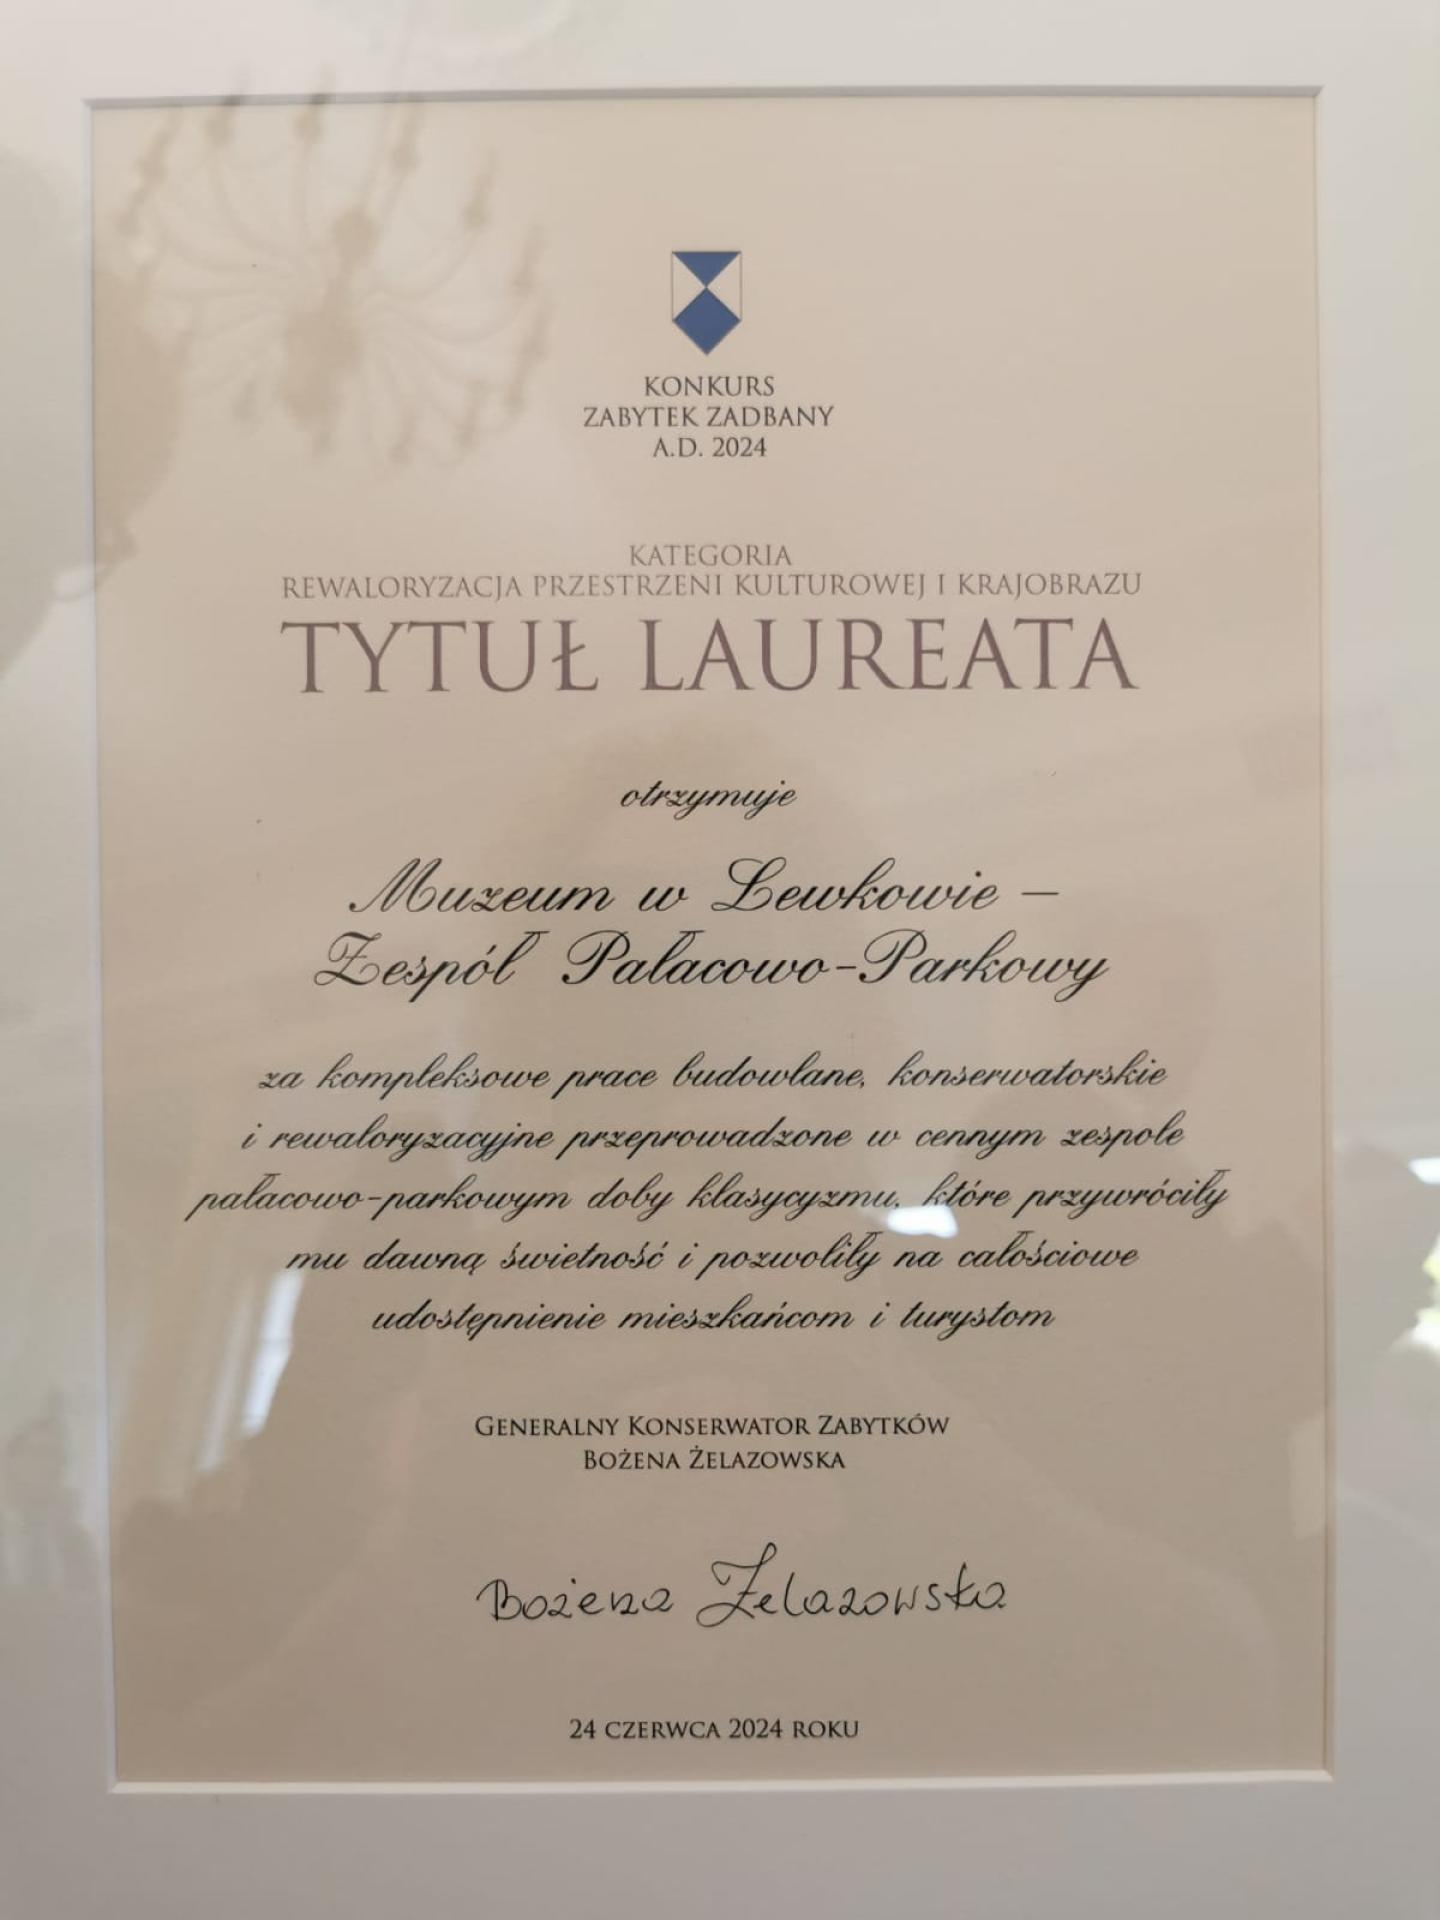 KONKURS
ZABYTEK ZADBANY
A.D. 2024
KATEGORIA
REWALORYZACJA PRZESTRZENI KULTUROWEJ I KRAJOBRAZU
TYTUŁ LAUREATA
otrzymuje
Muzeum w Lewkowie –
Zespół Pałacowo-Parkowy
za kompleksowe prace budowlane, konserwatorskie
i rewaloryzacyjne przeprowadzone w cennym zespole
pałacowo-parkowym doby klasycyzmu, które przywróciły
mu dawną świetność i pozwoliły na całościowe
udostępnienie mieszkańcom i turystom
GENERALNY KONSERWATOR ZABYTKÓW
BOŻENA ŻELAZOWSKA
Bożena Żelazowska
24 CZERWCA 2024 ROKU